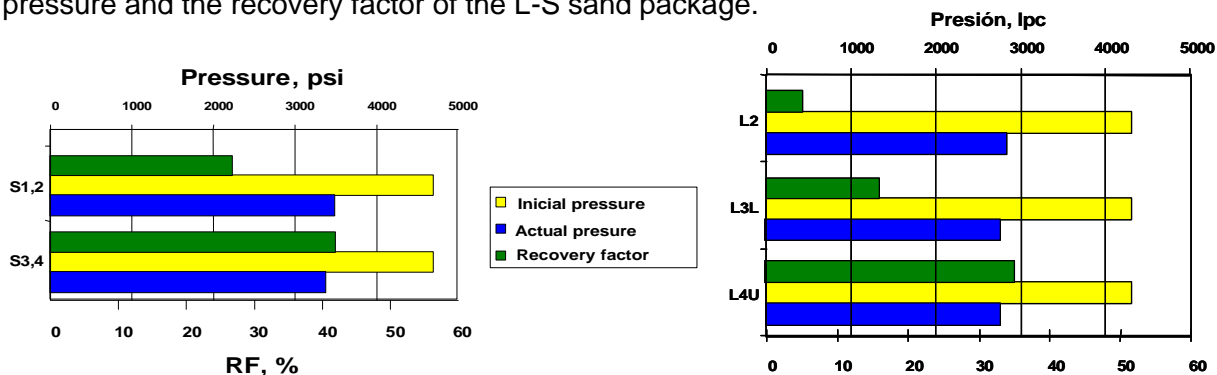 pressure and the recovery factor of the L-S sand package.
Pressure, psi
0 1000 2000 3000 4000 5000
S1,2
S3,4
0 10 20 30 40 50 60
RF, %
Inicial pressure
Actual presure
Recovery factor
Presión, lpc
0 1000 2000 3000 4000 5000
L2
L3L
L4U
0 10 20 30 40 50 60